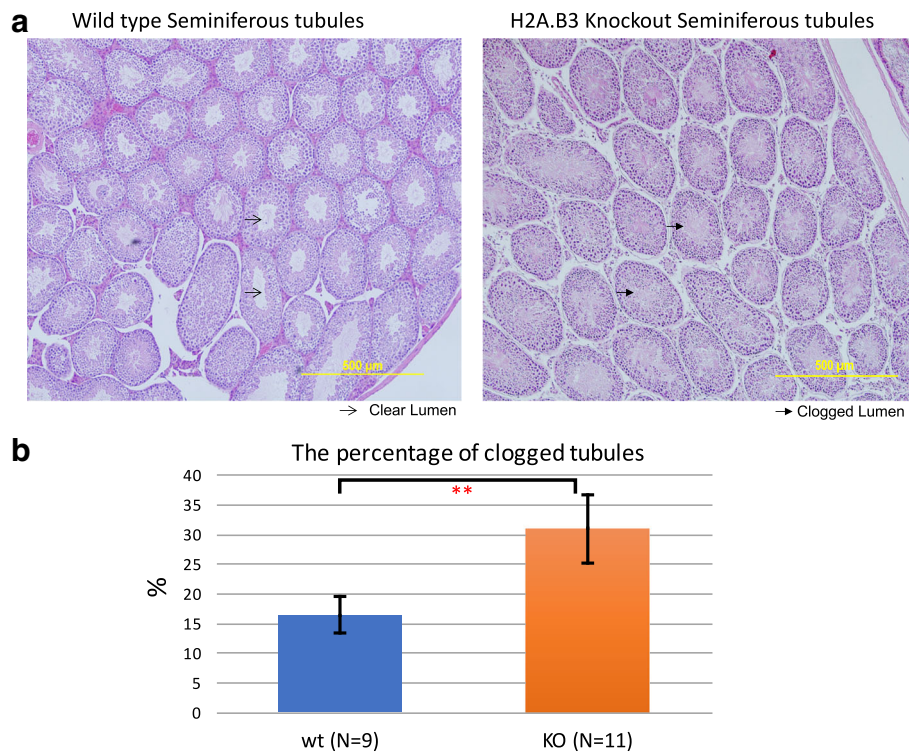 a
Wild type Seminiferous tubules
H2A.B3 Knockout Seminiferous tubules
500 µm
500 µm
Clear Lumen
Clogged Lumen
b
The percentage of clogged tubules
40
35
30
25
20
15
10
5
0
%
**
wt (N=9)
KO (N=11)